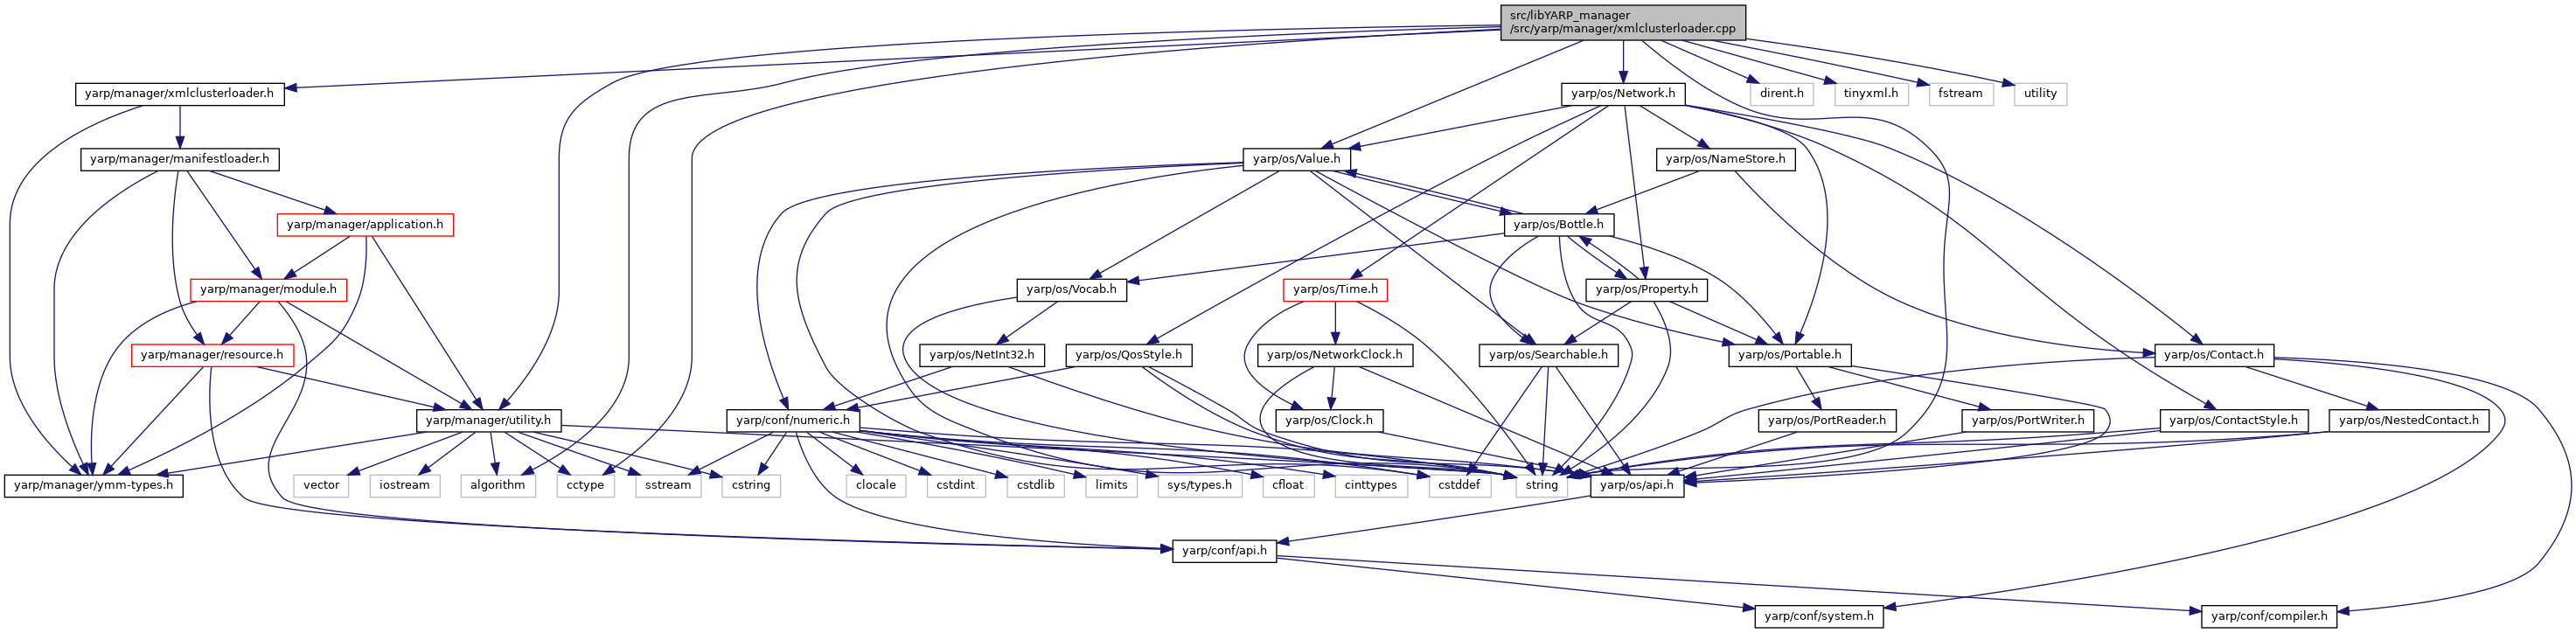 src/libYARP_manager
/src/yarp/manager/xmlclusterloader.cpp
yarp/manager/xmlclusterloader.h
yarp/os/Network.h
dirent.h
tinyxml.h
fstream
utility
yarp/manager/manifestloader.h
yarp/os/Value.h
yarp/os/NameStore.h
yarp/manager/application.h
yarp/os/Bottle.h
yarp/manager/module.h
yarp/os/Vocab.h
yarp/os/Time.h
yarp/os/Property.h
yarp/manager/resource.h
yarp/os/NetInt32.h
yarp/os/QosStyle.h
yarp/os/NetworkClock.h
yarp/os/Searchable.h
yarp/os/Portable.h
yarp/os/Contact.h
yarp/manager/utility.h
yarp/conf/numeric.h
yarp/os/Clock.h
yarp/os/PortReader.h
yarp/os/PortWriter.h
yarp/os/ContactStyle.h
yarp/os/NestedContact.h
yarp/manager/ymm-types.h
vector
iostream
algorithm
cctype
sstream
cstring
clocale
cstdint
cstdlib
limits
sys/types.h
cfloat
cinttypes
cstddef
string
yarp/os/api.h
yarp/conf/api.h
yarp/conf/system.h
yarp/conf/compiler.h